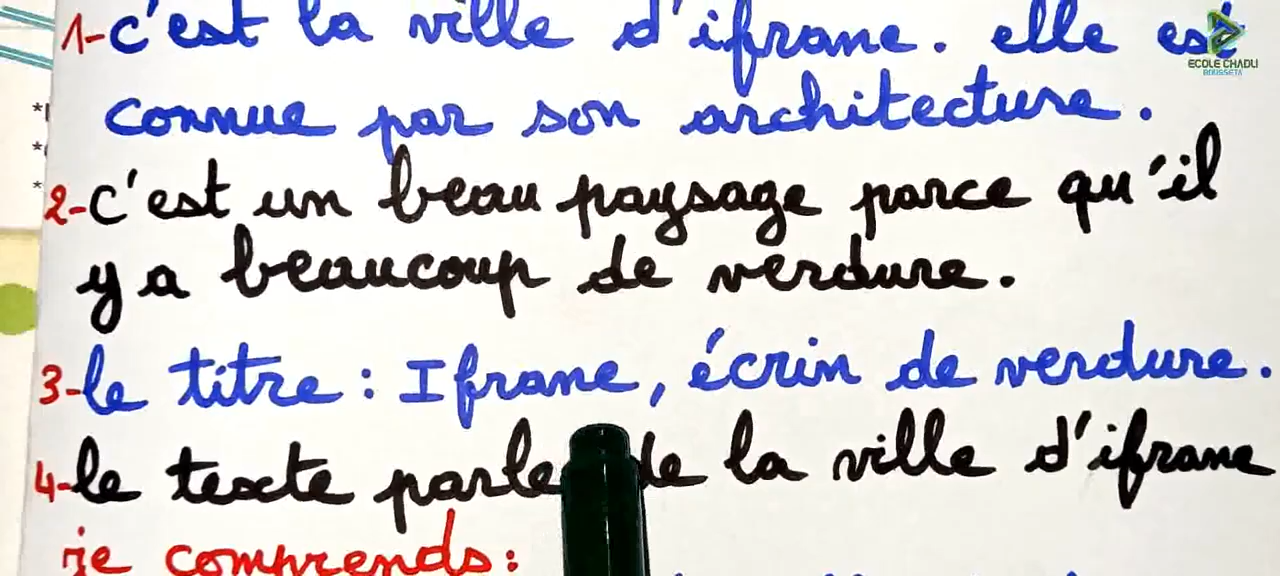 1-c'est la ville d'ifrane. elle est
connue par son architecture.
2-c'est un beau paysage parce qu'il
y a beaucoup de verdure.
3-le titre : Ifrane, écrin de verdure.
4-le texte parle de la ville d'ifrane
je comprends:
ECOLE CHADLI
BOUSSETA